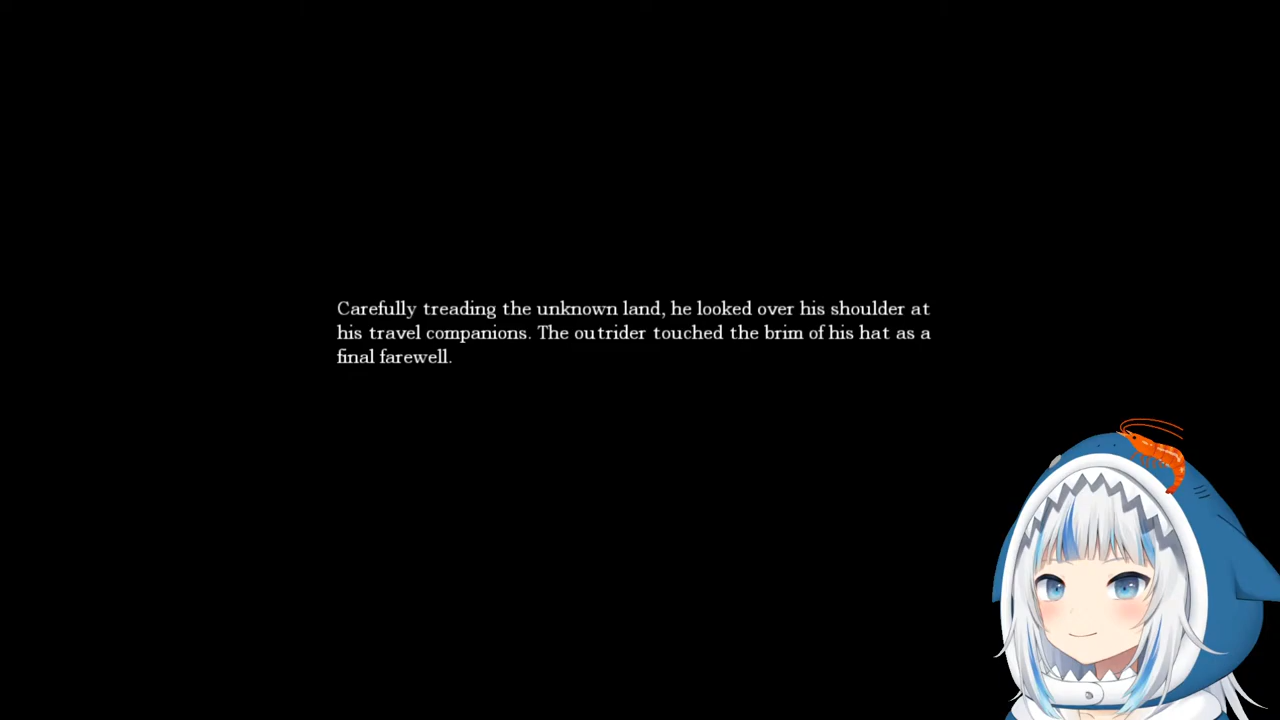 Carefully treading the unknown land, he looked over his shoulder at
his travel companions. The outrider touched the brim of his hat as a
final farewell.